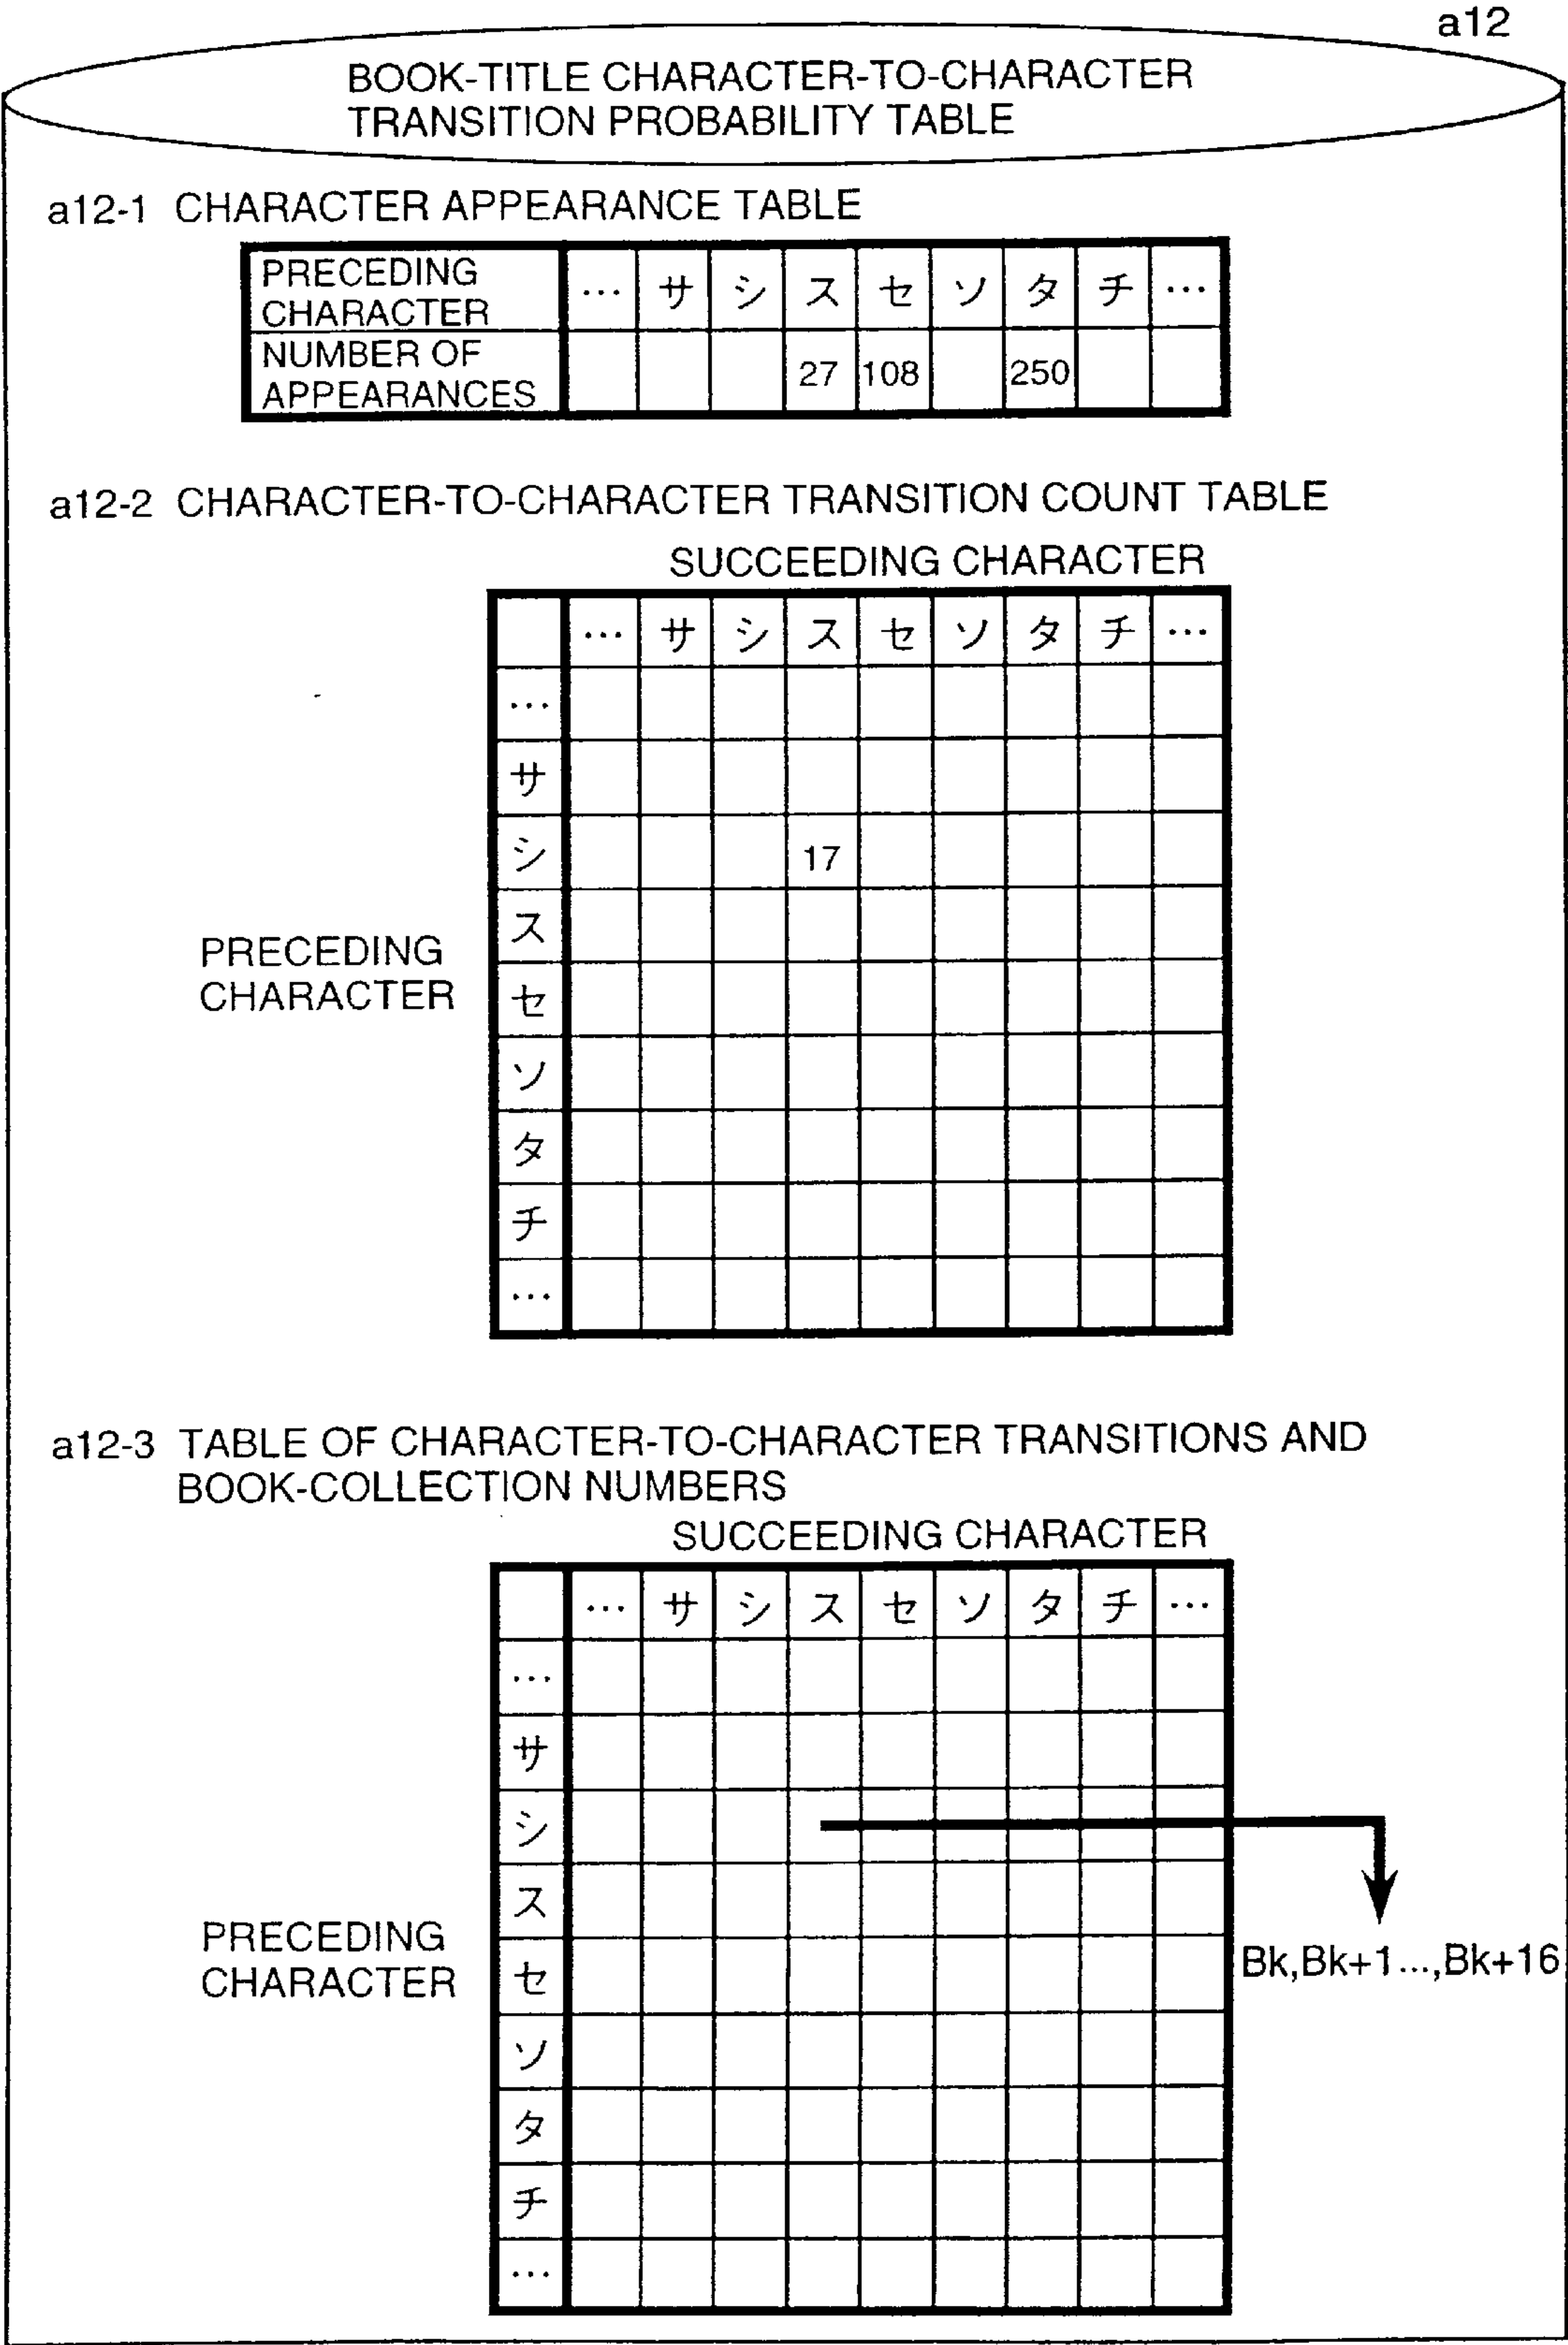 a12
BOOK-TITLE CHARACTER-TO-CHARACTER
TRANSITION PROBABILITY TABLE
a12-1 CHARACTER APPEARANCE TABLE
PRECEDING CHARACTER … サ シ ス セ ソ タ チ …
NUMBER OF APPEARANCES 27 108 250
a12-2 CHARACTER-TO-CHARACTER TRANSITION COUNT TABLE
SUCCEEDING CHARACTER
… サ シ ス セ ソ タ チ …
…
サ
シ 17
ス
PRECEDING
CHARACTER
セ
ソ
タ
チ
…
a12-3 TABLE OF CHARACTER-TO-CHARACTER TRANSITIONS AND
BOOK-COLLECTION NUMBERS
SUCCEEDING CHARACTER
… サ シ ス セ ソ タ チ …
…
サ
シ
ス
PRECEDING
CHARACTER
セ
Bk,Bk+1...,Bk+16
ソ
タ
チ
…